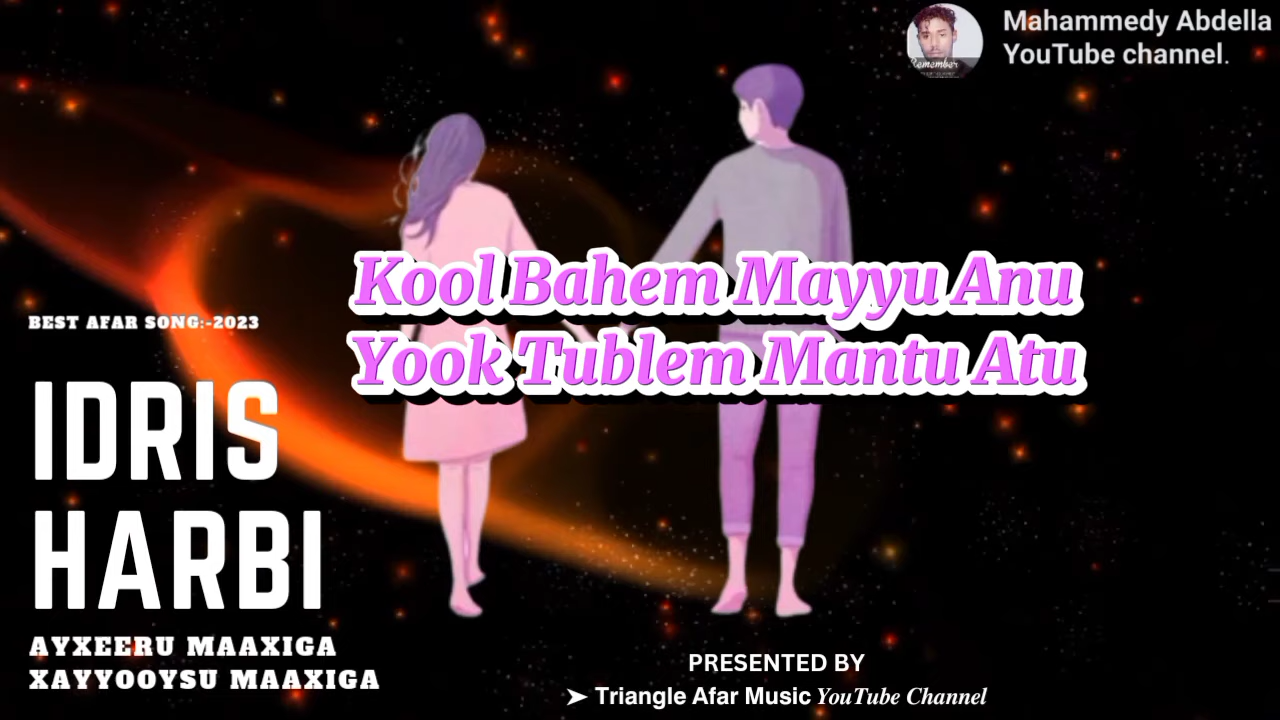 Mahammedy Abdella
YouTube channel.
Remember
Kool Bahem Mayyu Anu
Yook Tublem Mantu Atu
BEST AFAR SONG:-2023
IDRIS
HARBI
AYXEERU MAAXIGA
XAYYOOYSU MAAXIGA
PRESENTED BY
➤ Triangle Afar Music YouTube Channel